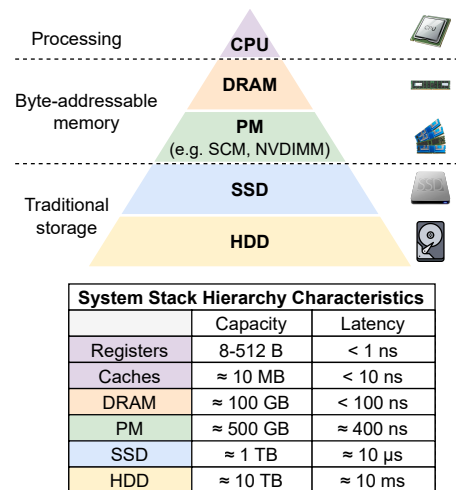 Processing
CPU
DRAM
Byte-addressable
memory
PM
(e.g. SCM, NVDIMM)
SSD
Traditional
storage
HDD
CPU
SSD
System Stack Hierarchy Characteristics
Capacity Latency
Registers 8-512 B < 1 ns
Caches ≈ 10 MB < 10 ns
DRAM ≈ 100 GB < 100 ns
PM ≈ 500 GB ≈ 400 ns
SSD ≈ 1 TB ≈ 10 µs
HDD ≈ 10 TB ≈ 10 ms